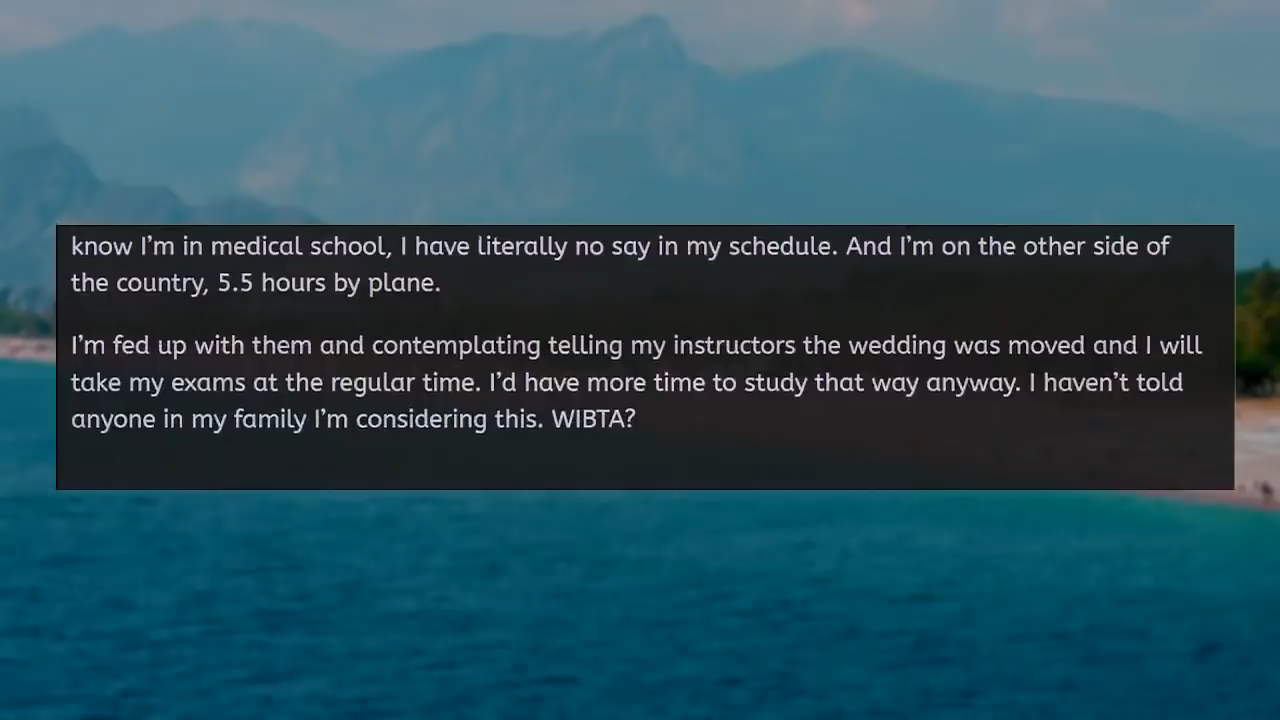 know I’m in medical school, I have literally no say in my schedule. And I’m on the other side of
the country, 5.5 hours by plane.
I’m fed up with them and contemplating telling my instructors the wedding was moved and I will
take my exams at the regular time. I’d have more time to study that way anyway. I haven’t told
anyone in my family I’m considering this. WIBTA?